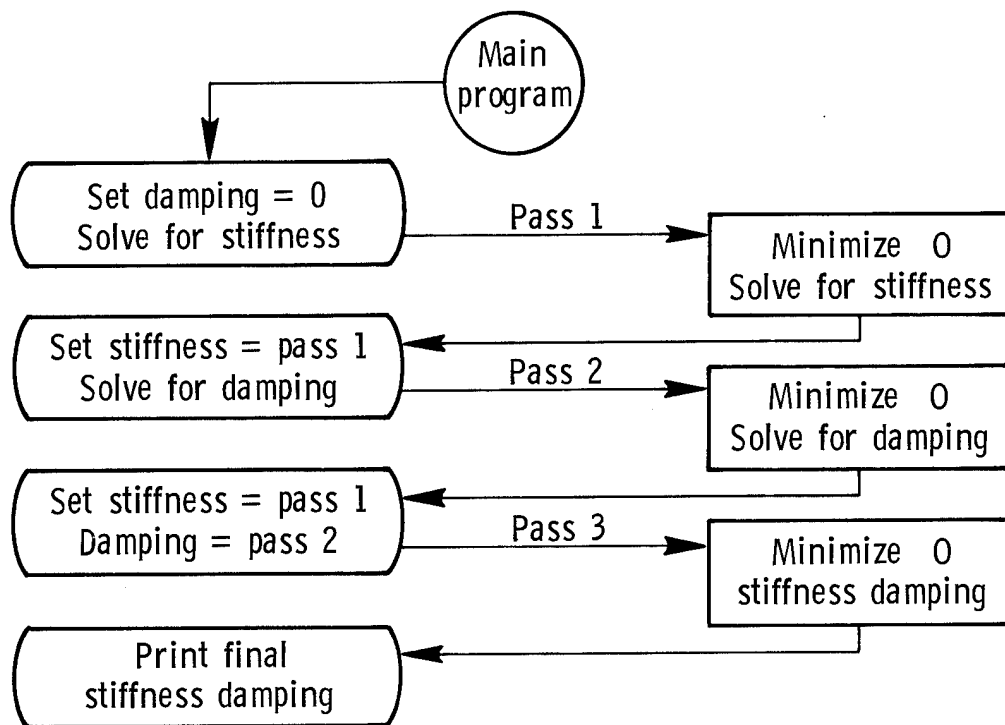 Main
program
Set damping = 0
Solve for stiffness
Pass 1
Minimize O
Solve for stiffness
Set stiffness = pass 1
Solve for damping
Pass 2
Minimize O
Solve for damping
Set stiffness = pass 1
Damping = pass 2
Pass 3
Minimize O
stiffness damping
Print final
stiffness damping